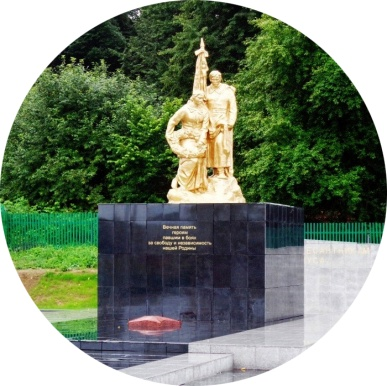 Вечная память
героям
павшим в боях
за свободу и независимость
нашей Родины